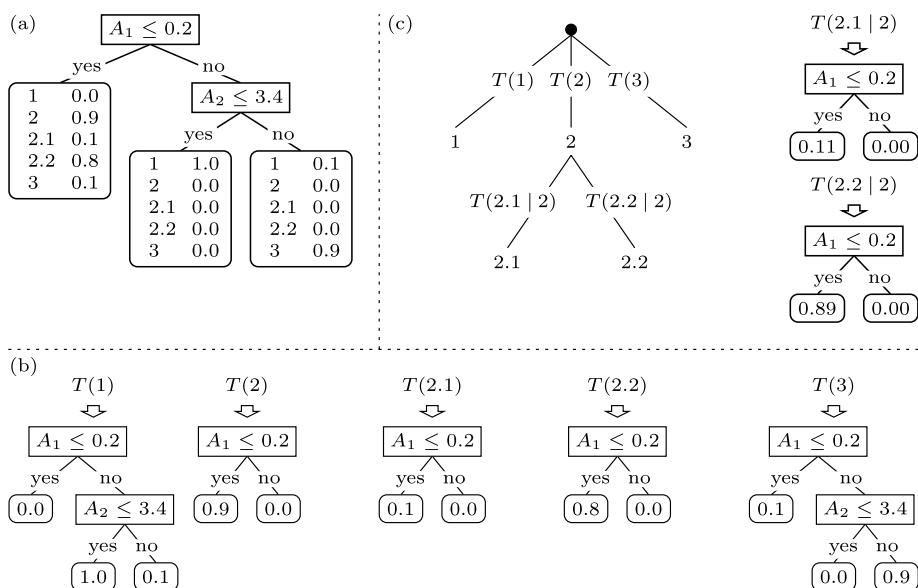 (a)
A₁ ≤ 0.2
yes no
1 0.0
2 0.9
2.1 0.1
2.2 0.8
3 0.1
A₂ ≤ 3.4
yes no
1 1.0
2 0.0
2.1 0.0
2.2 0.0
3 0.0
1 0.1
2 0.0
2.1 0.0
2.2 0.0
3 0.9
(c)
T(1) T(2) T(3)
1 2 3
T(2.1 | 2) T(2.2 | 2)
2.1 2.2
T(2.1 | 2)
A₁ ≤ 0.2
yes no
0.11 0.00
T(2.2 | 2)
A₁ ≤ 0.2
yes no
0.89 0.00
(b)
T(1)
A₁ ≤ 0.2
yes no
0.0 A₂ ≤ 3.4
yes no
1.0 0.1
T(2)
A₁ ≤ 0.2
yes no
0.9 0.0
T(2.1)
A₁ ≤ 0.2
yes no
0.1 0.0
T(2.2)
A₁ ≤ 0.2
yes no
0.8 0.0
T(3)
A₁ ≤ 0.2
yes no
0.1 A₂ ≤ 3.4
yes no
0.0 0.9